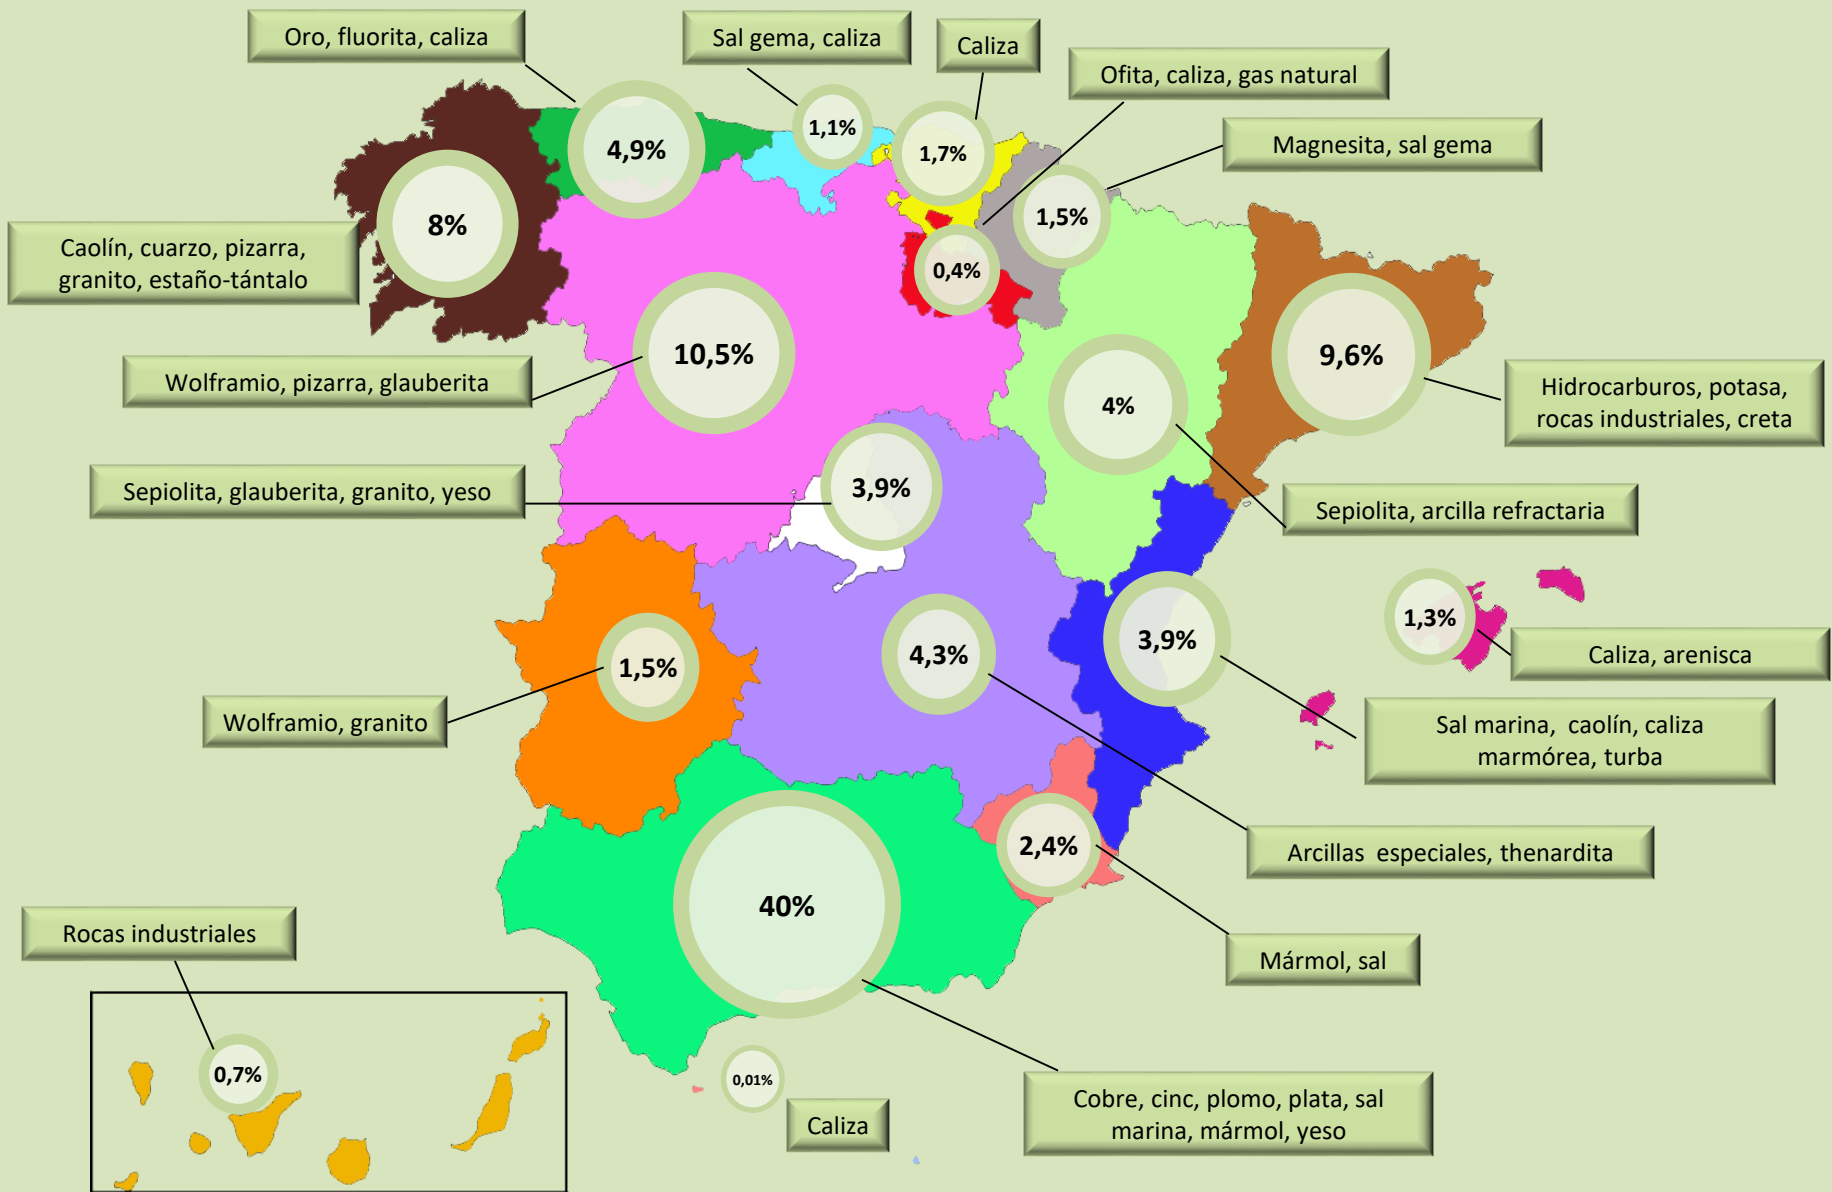 Oro, fluorita, caliza
Sal gema, caliza
Caliza
Ofita, caliza, gas natural
Magnesita, sal gema
1,1%
4,9%
1,7%
1,5%
8%
Caolín, cuarzo, pizarra,
granito, estaño-tántalo
0,4%
10,5%
9,6%
Wolframio, pizarra, glauberita
Hidrocarburos, potasa,
rocas industriales, creta
4%
Sepiolita, glauberita, granito, yeso
3,9%
Sepiolita, arcilla refractaria
1,3%
Caliza, arenisca
3,9%
4,3%
1,5%
Wolframio, granito
Sal marina, caolín, caliza
marmórea, turba
2,4%
Arcillas especiales, thenardita
40%
Rocas industriales
Mármol, sal
0,7%
0,01%
Cobre, cinc, plomo, plata, sal
marina, mármol, yeso
Caliza